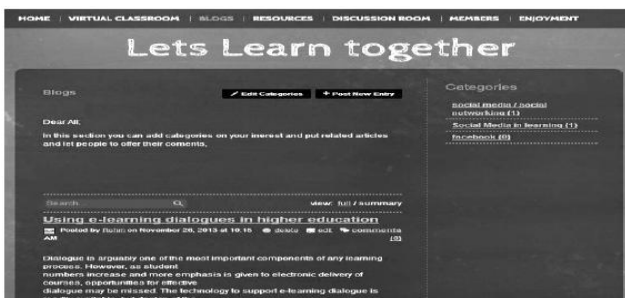 HOME | VIRTUAL CLASSROOM | BLOGS | RESOURCES | DISCUSSION ROOM | MEMBERS | ENJOYMENT
Lets Learn together
Blogs
Edit Categories
+ Post New Entry
Dear All,
In this section you can add categories on your inerest and put related articles
and let people to offer their coments,
Search
view: full / summary
Using e-learning dialogues in higher education
Posted by on November 26, 2013 at 10.15
AM
delete
edit
comments
(0)
Dialogue is arguably one of the most important components of any learning
process. However, as student
numbers increase and more emphasis is given to electronic delivery of
courses, opportunities for effective
dialogue may be missed. The technology to support e-learning dialogue is
Categories
social media / social
networking (1)
Social Media in learning (1)
facebook (0)